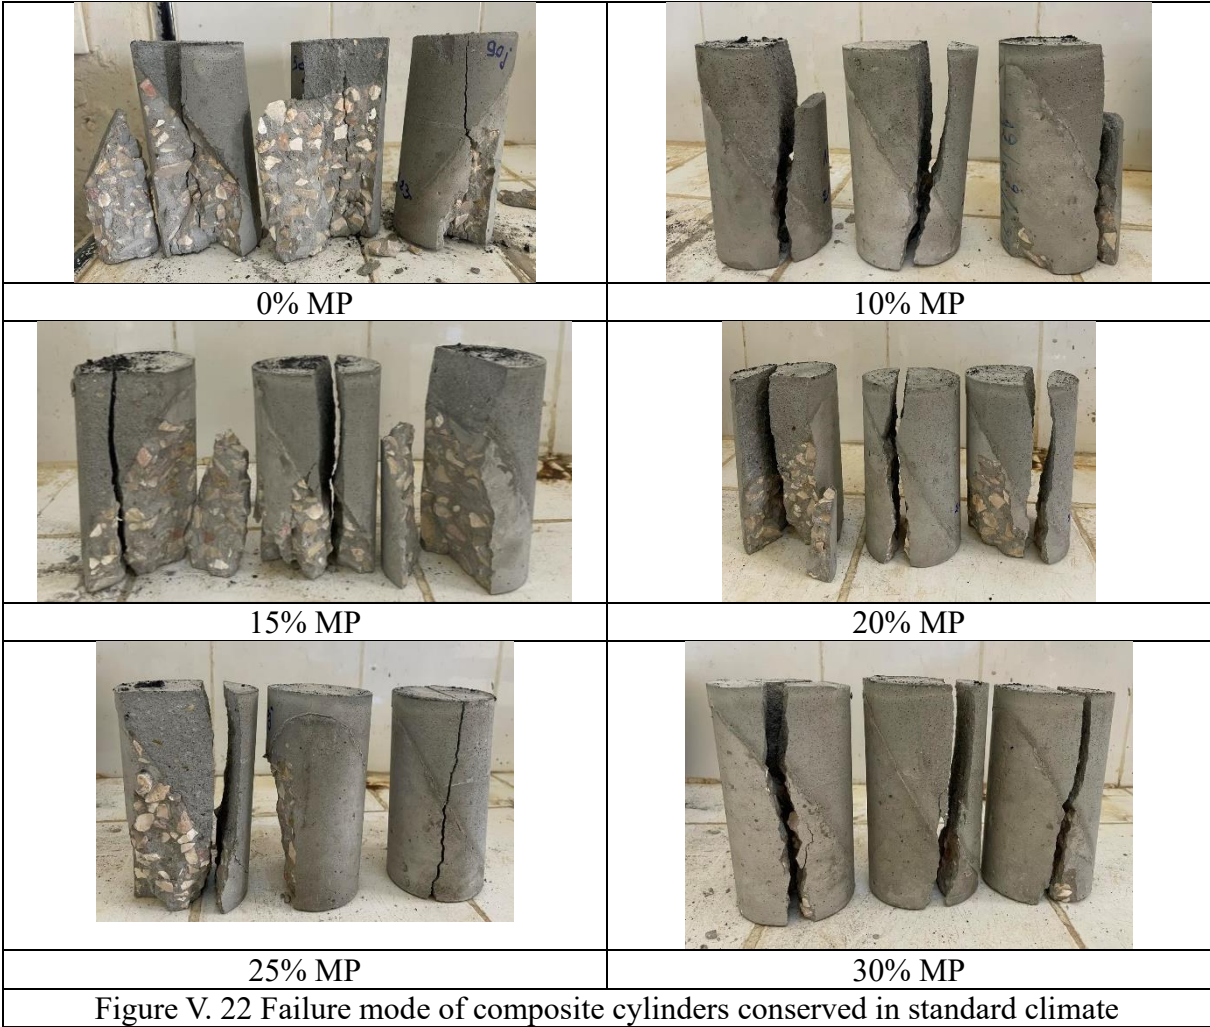 90j
0% MP
10% MP
15% MP
20% MP
25% MP
30% MP
Figure V. 22 Failure mode of composite cylinders conserved in standard climate